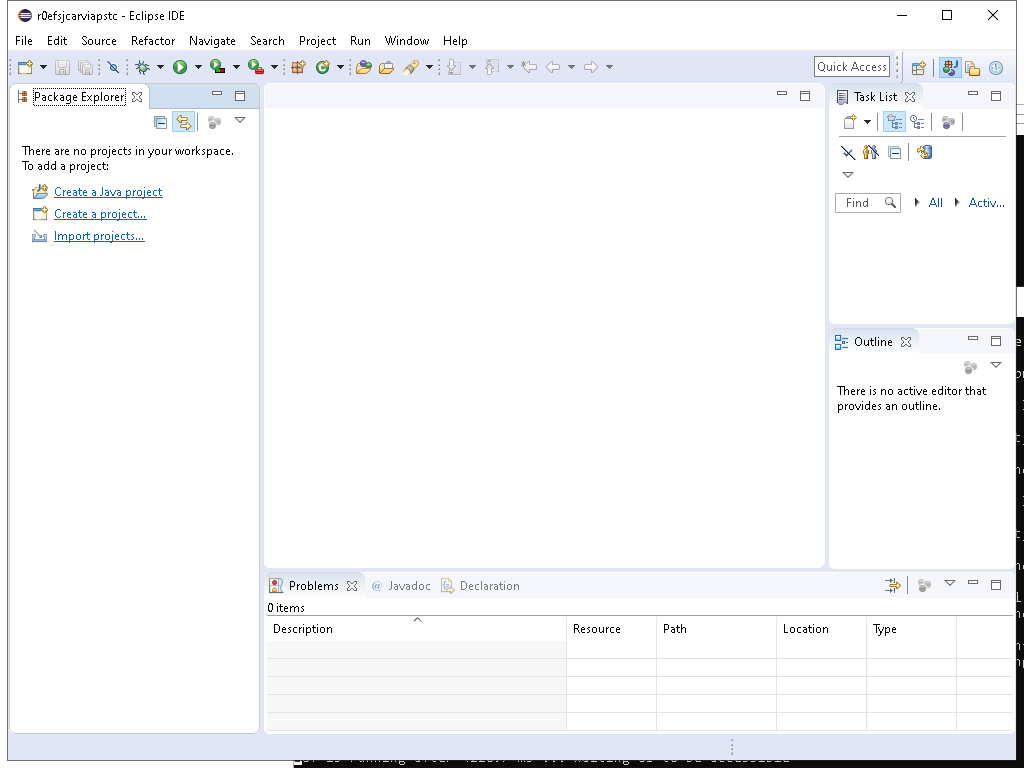 r0efsjcarviapstc - Eclipse IDE
File Edit Source Refactor Navigate Search Project Run Window Help
Quick Access
Package Explorer
There are no projects in your workspace.
To add a project:
Create a Java project
Create a project...
Import projects...
Task List
Find
All
Activ...
Outline
There is no active editor that
provides an outline.
Problems @ Javadoc Declaration
0 items
Description Resource Path Location Type